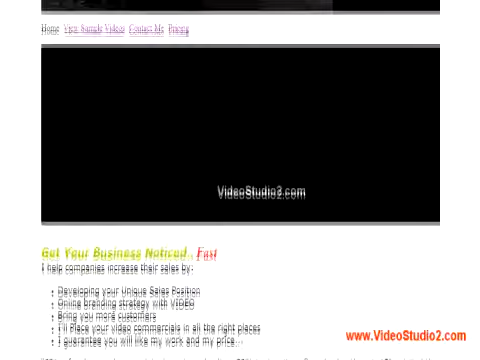 Home View Sample Videos Contact Me Pricing
VideoStudio2.com
Get Your Business Noticed.. Fast
I help companies increase their sales by:
• Developing your Unique Sales Position
• Online branding strategy with VIDEO
• Bring you more customers
• I'll Place your video commercials in all the right places
• I guarantee you will like my work and my price...
www.VideoStudio2.com